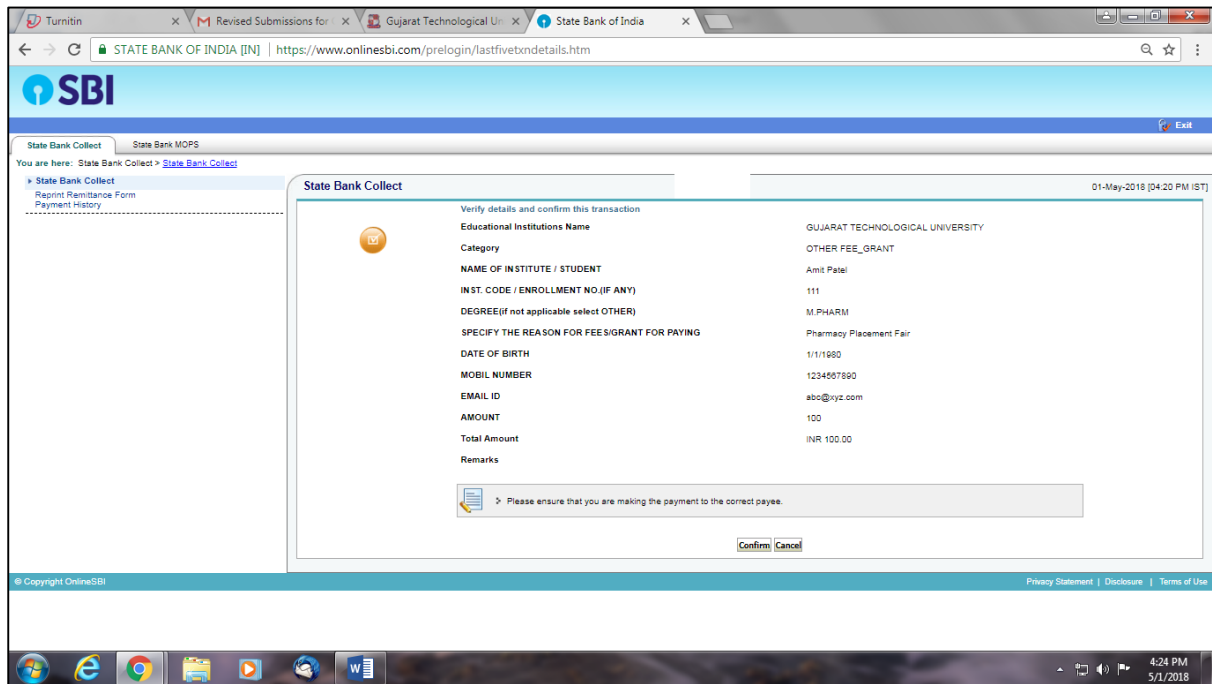 Turnitin
Revised Submissions for
Gujarat Technological Un
State Bank of India
STATE BANK OF INDIA [IN] https://www.onlinesbi.com/prelogin/lastfivetxndetails.htm
SBI
Exit
State Bank Collect State Bank MOPS
You are here: State Bank Collect > State Bank Collect
State Bank Collect
Reprint Remittance Form
Payment History
State Bank Collect 01-May-2018 [04:20 PM IST]
Verify details and confirm this transaction
Educational Institutions Name GUJARAT TECHNOLOGICAL UNIVERSITY
Category OTHER FEE_GRANT
NAME OF INSTITUTE / STUDENT Amit Patel
INST. CODE / ENROLLMENT NO.(IF ANY) 111
DEGREE(if not applicable select OTHER) M.PHARM
SPECIFY THE REASON FOR FEES/GRANT FOR PAYING Pharmacy Placement Fair
DATE OF BIRTH 1/1/1980
MOBIL NUMBER 1234567890
EMAIL ID abc@xyz.com
AMOUNT 100
Total Amount INR 100.00
Remarks
Please ensure that you are making the payment to the correct payee.
Confirm Cancel
© Copyright OnlineSBI Privacy Statement | Disclosure | Terms of Use
4:24 PM
5/1/2018